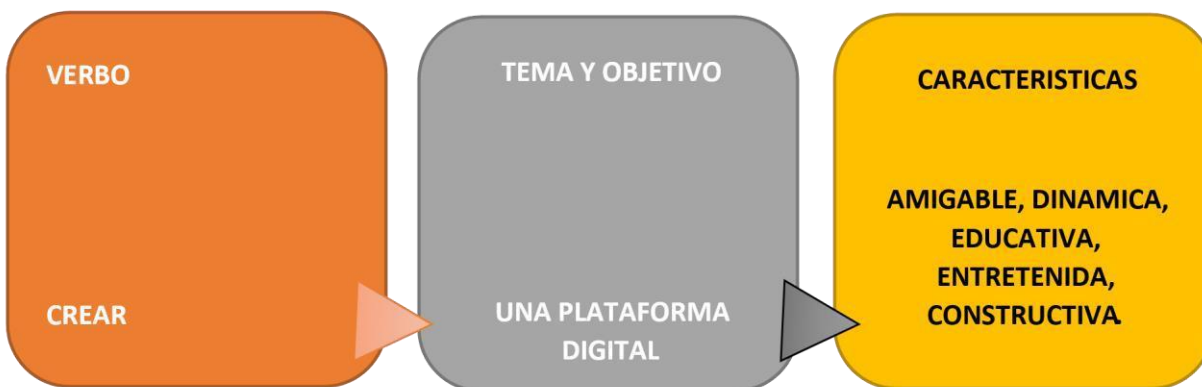 VERBO
CREAR
TEMA Y OBJETIVO
UNA PLATAFORMA
DIGITAL
CARACTERISTICAS
AMIGABLE, DINAMICA,
EDUCATIVA,
ENTRETENIDA,
CONSTRUCTIVA.